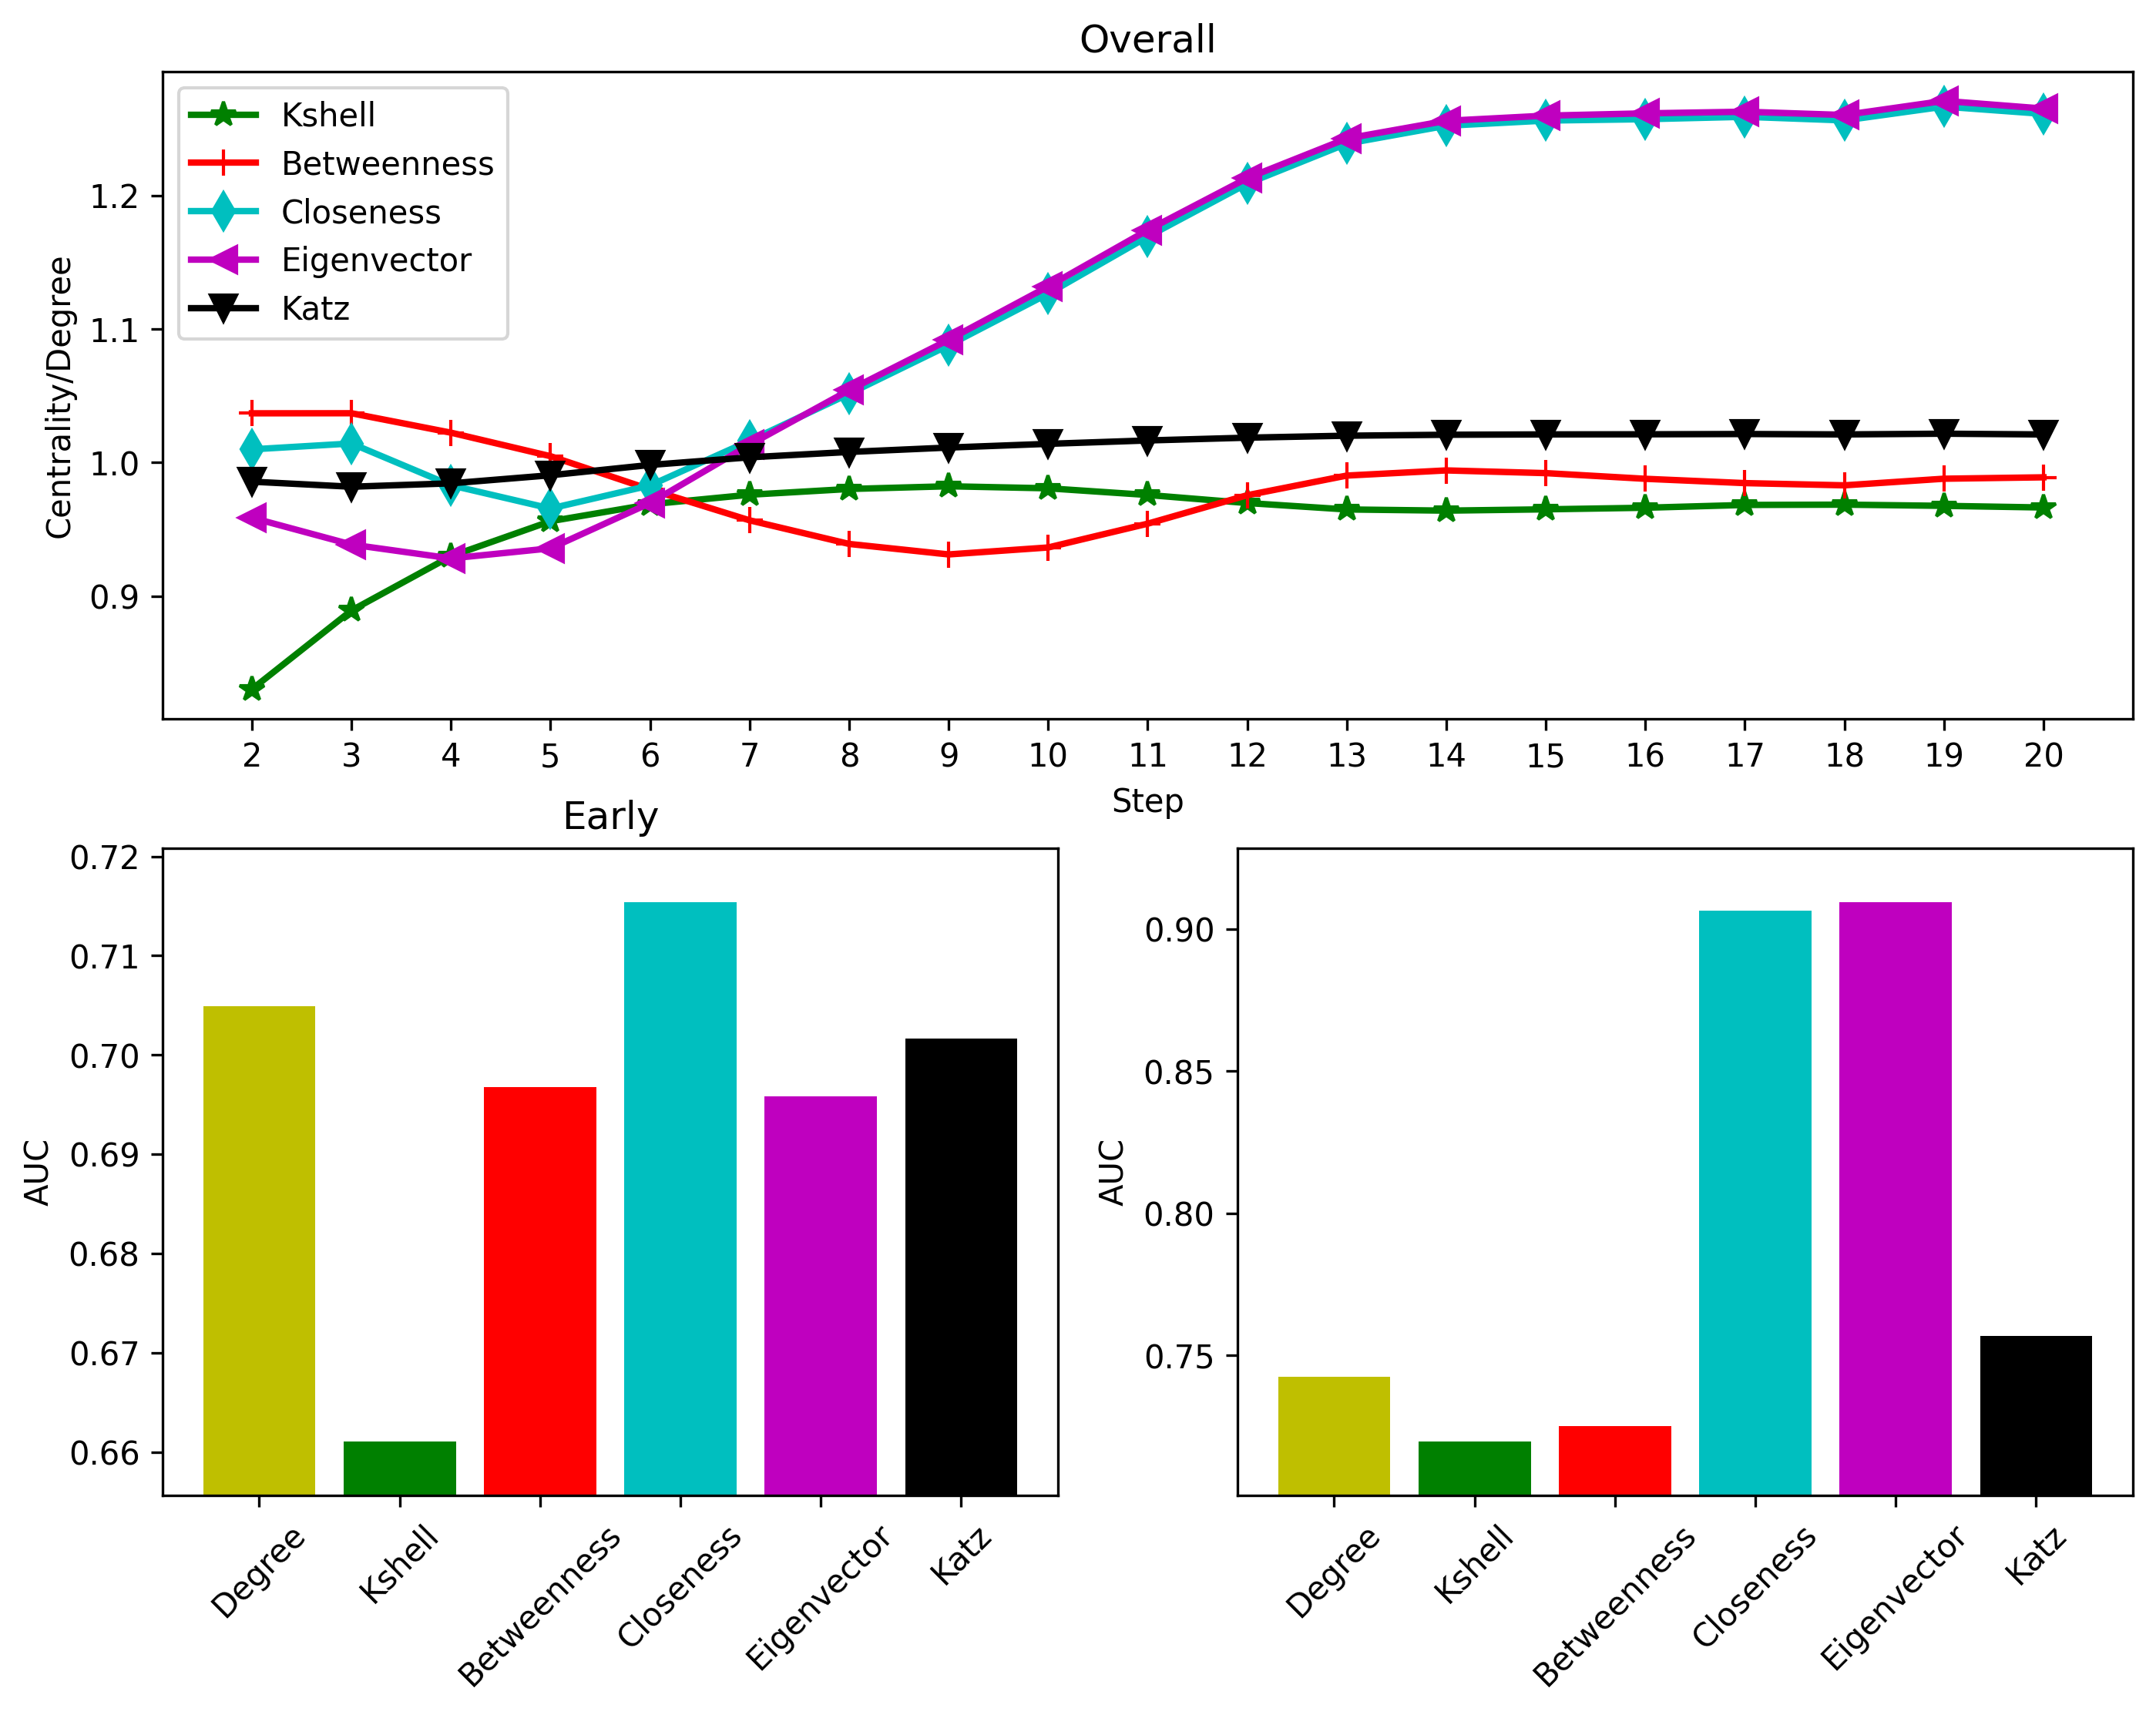 Overall
Kshell
Betweenness
Closeness
Eigenvector
Katz
Centrality/Degree
1.2
1.1
1.0
0.9
2 3 4 5 6 7 8 9 10 11 12 13 14 15 16 17 18 19 20
Step
Early
AUC
0.72
0.71
0.70
0.69
0.68
0.67
0.66
Degree Kshell Betweenness Closeness Eigenvector Katz
AUC
0.90
0.85
0.80
0.75
Degree Kshell Betweenness Closeness Eigenvector Katz